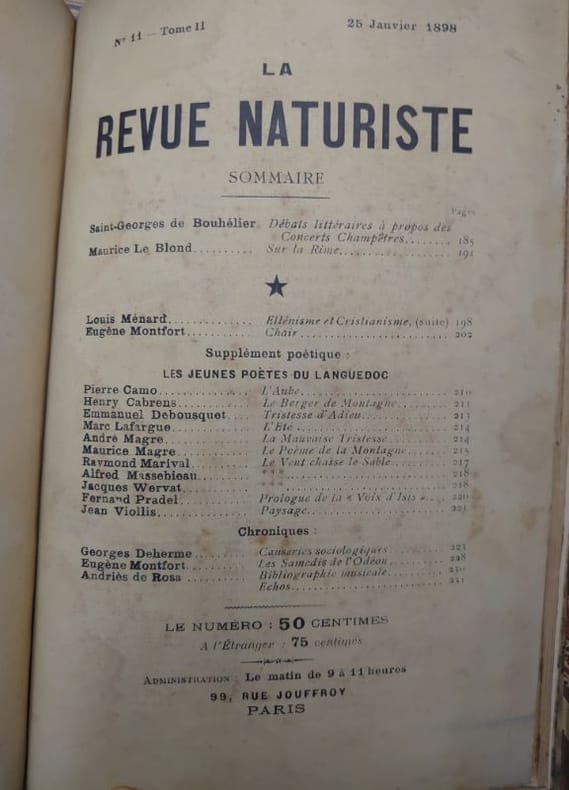 Nº 11 — Tome II
25 Janvier 1898
LA
REVUE NATURISTE
SOMMAIRE
Pages
Saint-Georges de Bouhélier. Débats littéraires à propos des
Concerts Champêtres........ 185
Maurice Le Blond.......... Sur la Rime.................. 191
★
Louis Ménard............. Ellénisme et Cristianisme, (suite) 198
Eugène Montfort........... Chair........................ 202
Supplément poétique :
LES JEUNES POÈTES DU LANGUEDOC
Pierre Camo.............. L'Aube...................... 210
Henry Cabrens............ Le Berger de Montagne........ 211
Emmanuel Debousquet.... Tristesse d'Adieu............. 213
Marc Lafargue............ L'Eté........................ 214
André Magre.............. La Mauvaise Tristesse......... 214
Maurice Magre............ Le Poème de la Montagne...... 215
Raymond Marival.......... Le Vent chasse le Sable........ 217
Alfred Massebieau......... * * *........................ 218
Jacques Wervat........... ........................ 218
Fernand Pradel............ Prologue de la « Voix d'Isis ».... 220
Jean Viollis............... Paysage...................... 221
Chroniques :
Georges Deherme.......... Causeries sociologiques........ 223
Eugène Montfort........... Les Samedis de l'Odéon........ 228
Andriès de Rosa .......... Bibliographie musicale......... 230
Echos........................ 231
LE NUMÉRO : 50 CENTIMES
A l'Étranger : 75 centimes
ADMINISTRATION : Le matin de 9 à 11 heures
99, RUE JOUFFROY
PARIS